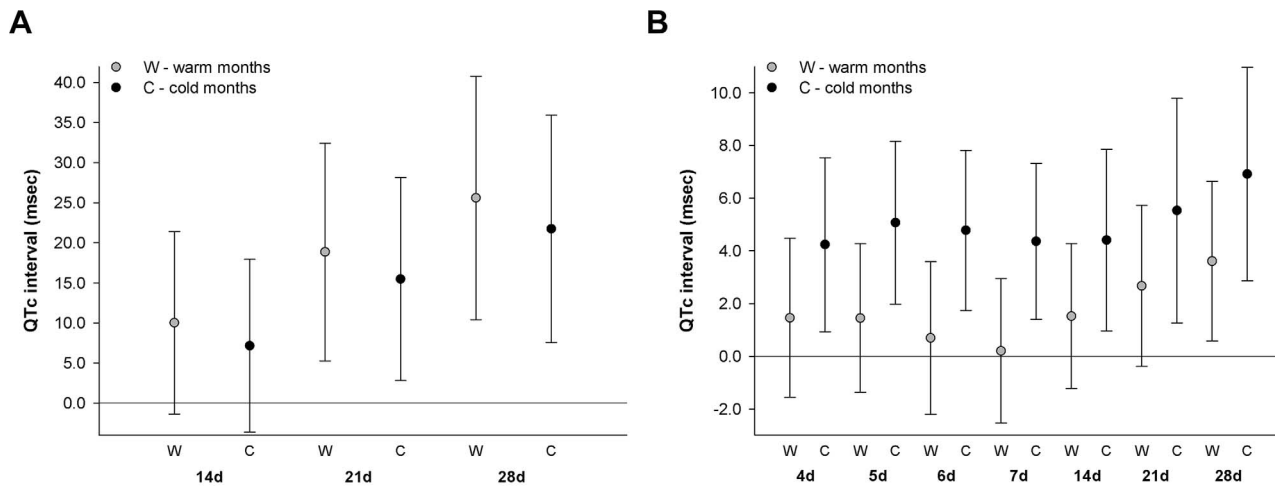 A
W - warm months
C - cold months
40.0
35.0
30.0
25.0
20.0
15.0
10.0
5.0
0.0
QTc interval (msec)
W C W C W C
14d 21d 28d
B
W - warm months
C - cold months
10.0
8.0
6.0
4.0
2.0
0.0
-2.0
QTc interval (msec)
W C W C W C W C W C W C W C
4d 5d 6d 7d 14d 21d 28d